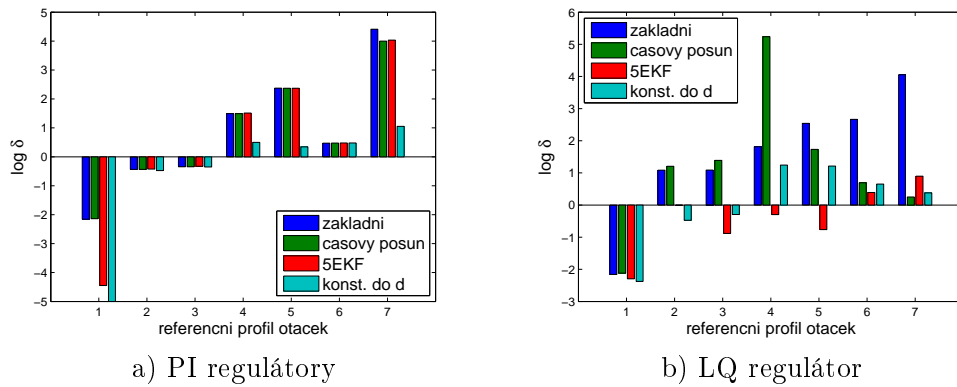 5
4
3
2
1
0
−1
−2
−3
−4
−5
log δ
1 2 3 4 5 6 7
referencni profil otacek
zakladni
casovy posun
5EKF
konst. do d
a) PI regulátory
6
5
4
3
2
1
0
−1
−2
−3
log δ
1 2 3 4 5 6 7
referencni profil otacek
zakladni
casovy posun
5EKF
konst. do d
b) LQ regulátor